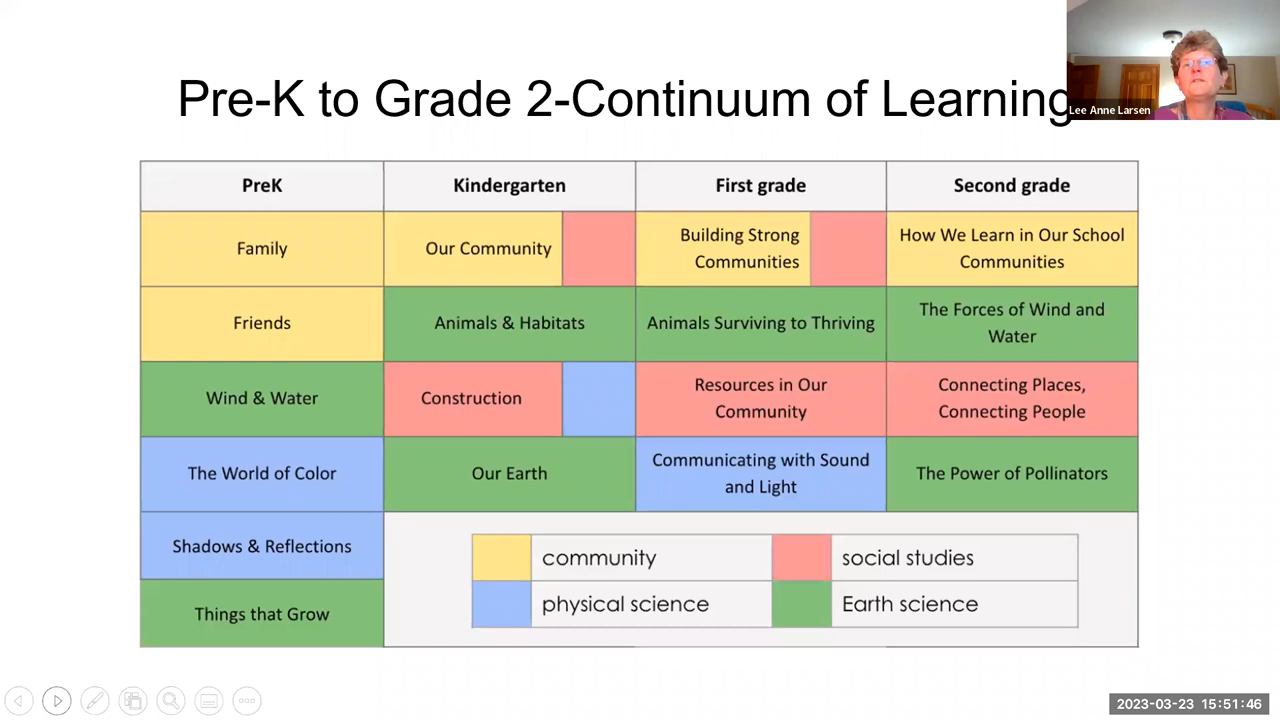 Pre-K to Grade 2-Continuum of Learning
Lee Anne Larsen
PreK
Kindergarten
First grade
Second grade
Family
Our Community
Building Strong
Communities
How We Learn in Our School
Communities
Friends
Animals & Habitats
Animals Surviving to Thriving
The Forces of Wind and
Water
Wind & Water
Construction
Resources in Our
Community
Connecting Places,
Connecting People
The World of Color
Our Earth
Communicating with Sound
and Light
The Power of Pollinators
Shadows & Reflections
Things that Grow
community
social studies
physical science
Earth science
2023-03-23 15:51:46